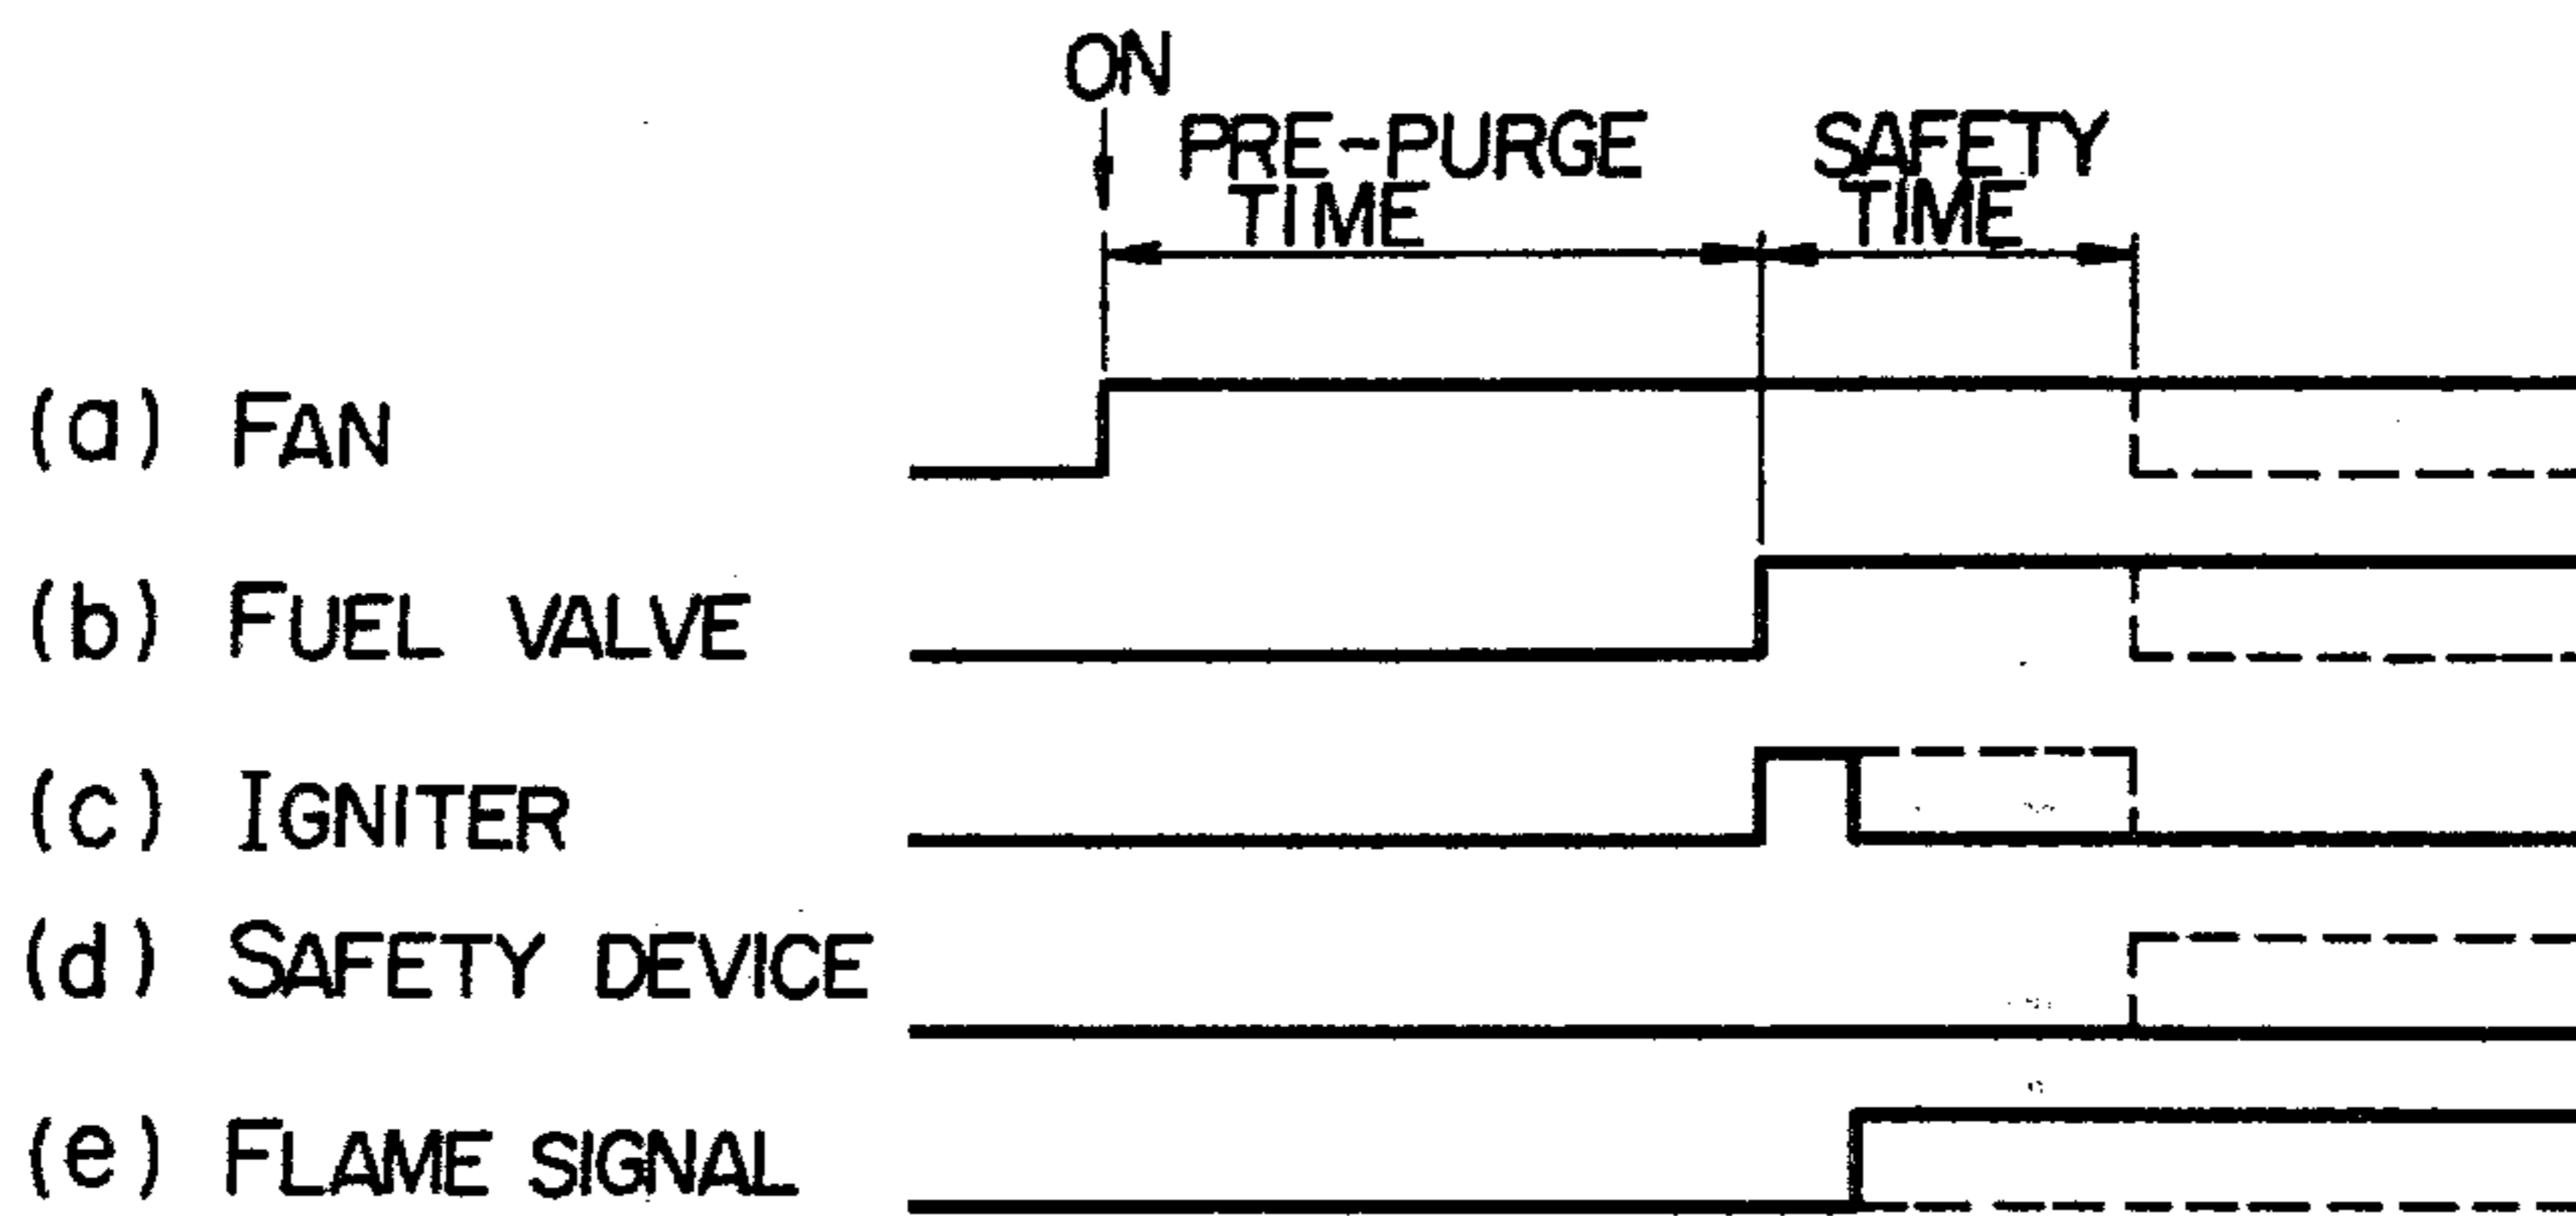 ON
PRE-PURGE
TIME
SAFETY
TIME
(a) FAN
(b) FUEL VALVE
(c) IGNITER
(d) SAFETY DEVICE
(e) FLAME SIGNAL